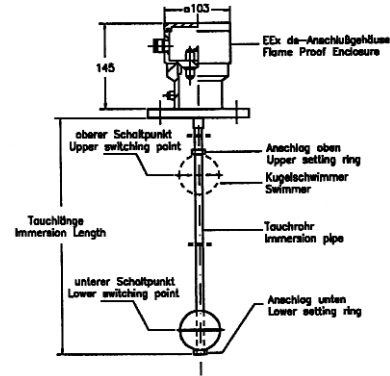 ¤103
EEx de-Anschlußgehäuse
Flame Proof Enclosure
145
oberer Schaltpunkt
Upper switching point
Anschlag oben
Upper setting ring
Kugelschwimmer
Swimmer
Tauchlänge
Immersion Length
Tauchrohr
Immersion pipe
unterer Schaltpunkt
Lower switching point
Anschlag unten
Lower setting ring